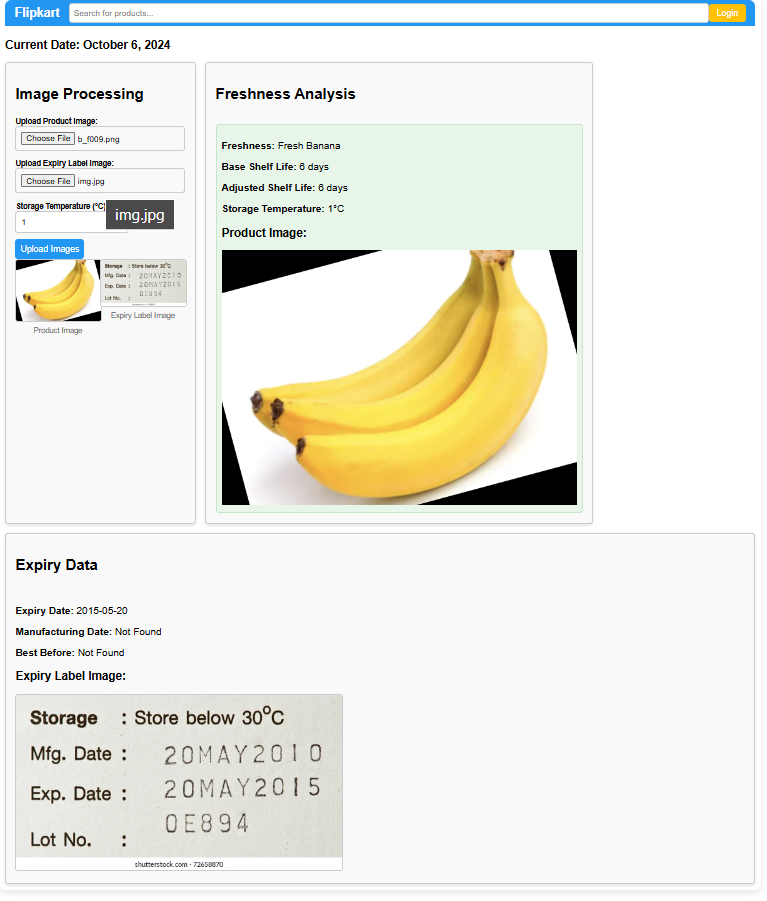 Flipkart Search for products... Login
Current Date: October 6, 2024
Image Processing
Upload Product Image:
Choose File b_f009.png
Upload Expiry Label Image:
Choose File img.jpg
Storage Temperature (°C)
img.jpg
1
Upload Images
Storage : Store below 30°C
Mfg. Date : 20MAY2010
Exp. Date : 20MAY2015
Lot No. : 0E894
Product Image
Expiry Label Image
Freshness Analysis
Freshness: Fresh Banana
Base Shelf Life: 6 days
Adjusted Shelf Life: 6 days
Storage Temperature: 1°C
Product Image:
Expiry Data
Expiry Date: 2015-05-20
Manufacturing Date: Not Found
Best Before: Not Found
Expiry Label Image:
Storage : Store below 30°C
Mfg. Date : 20MAY2010
Exp. Date : 20MAY2015
0E894
Lot No. :
shutterstock.com · 72658870